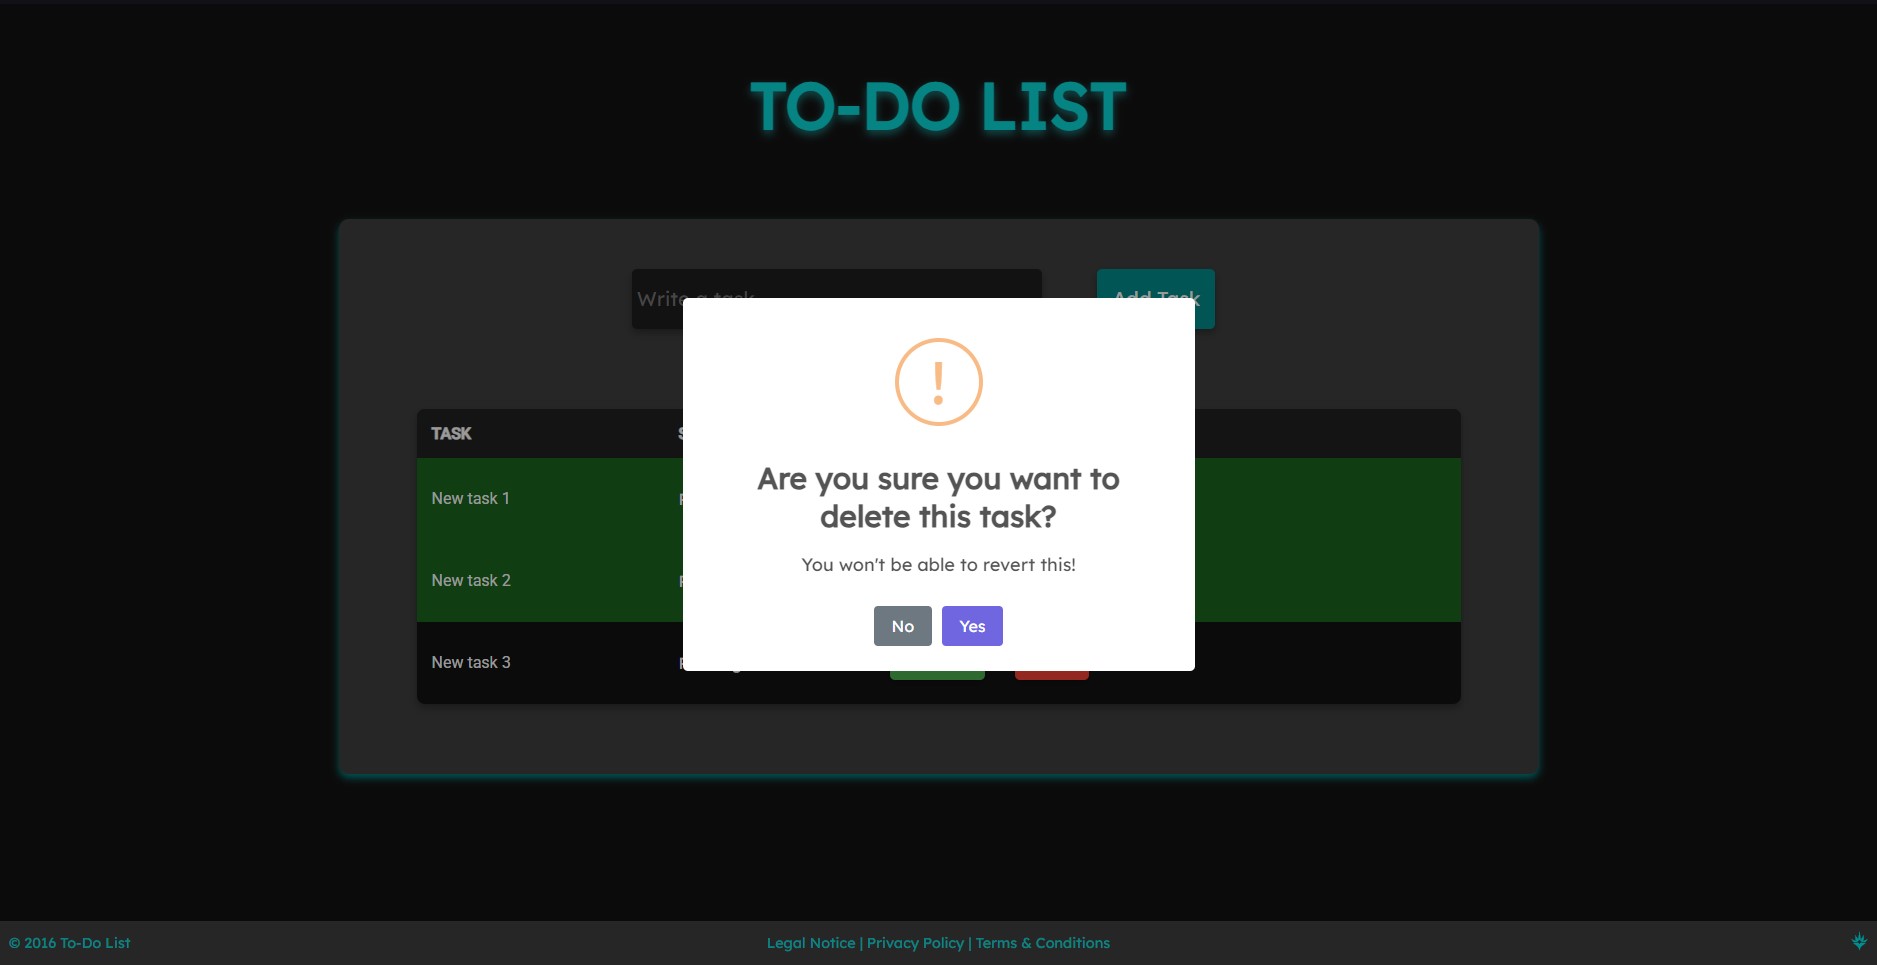 TO-DO LIST
Write a task
Add Task
TASK
New task 1
New task 2
New task 3
!
Are you sure you want to
delete this task?
You won't be able to revert this!
No
Yes
© 2016 To-Do List
Legal Notice | Privacy Policy | Terms & Conditions